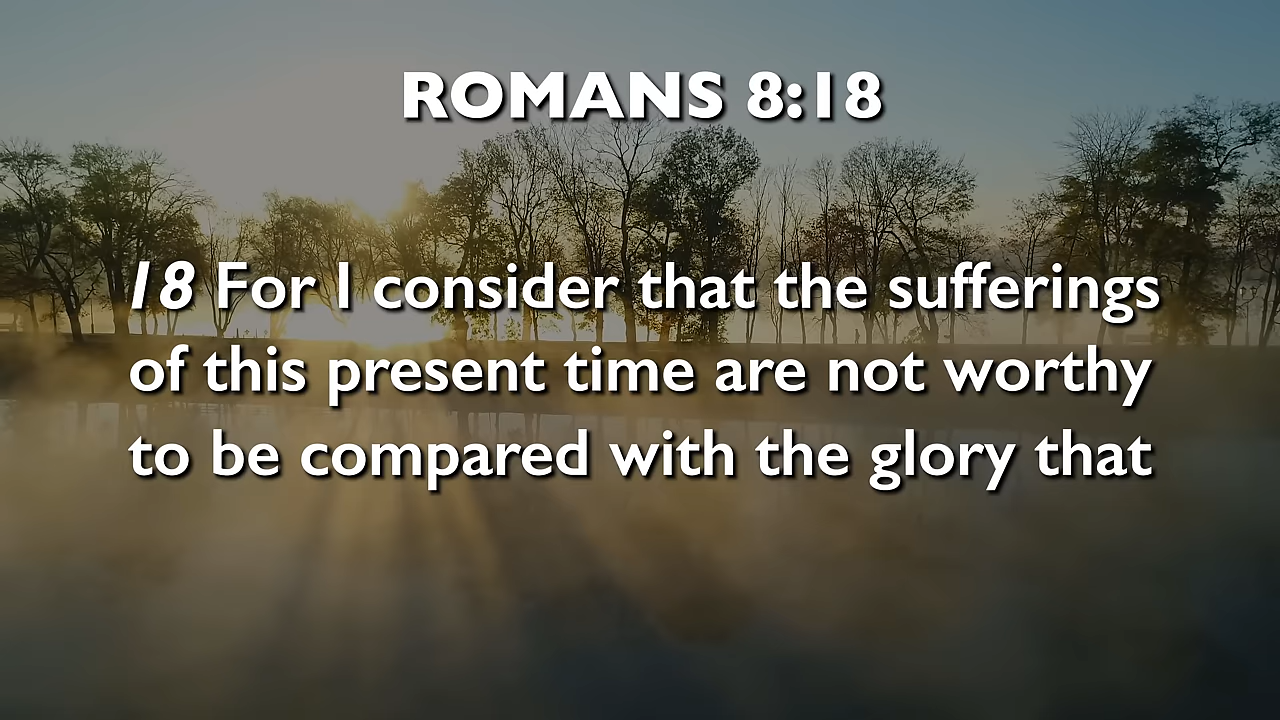 ROMANS 8:18
18 For I consider that the sufferings
of this present time are not worthy
to be compared with the glory that